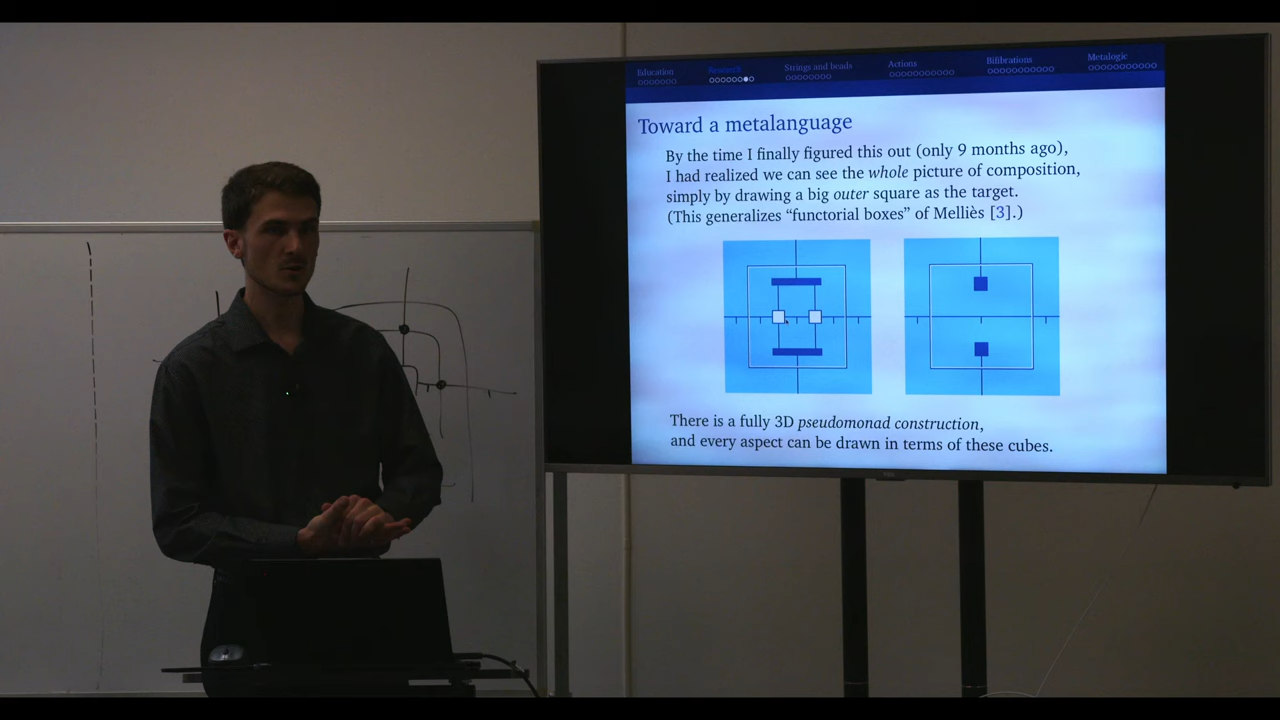 Education
Research
Strings and beads
Actions
Bifibrations
Metalogic
Toward a metalanguage
By the time I finally figured this out (only 9 months ago),
I had realized we can see the whole picture of composition,
simply by drawing a big outer square as the target.
(This generalizes “functorial boxes” of Melliès [3].)
There is a fully 3D pseudomonad construction,
and every aspect can be drawn in terms of these cubes.